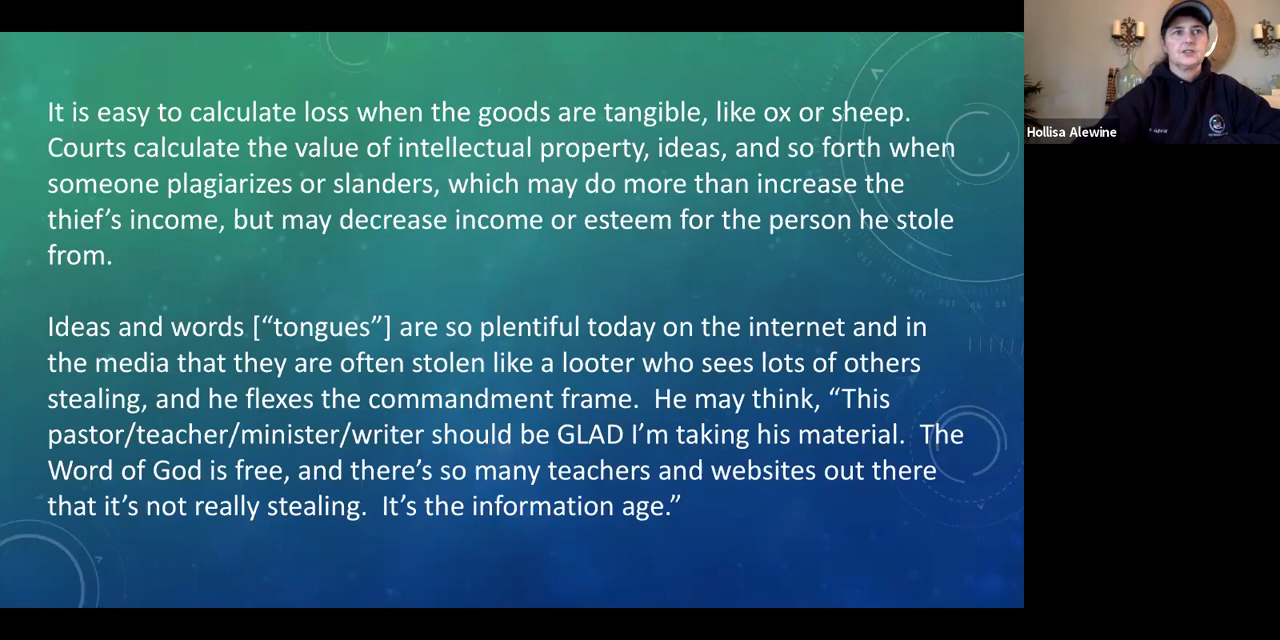 It is easy to calculate loss when the goods are tangible, like ox or sheep.
Courts calculate the value of intellectual property, ideas, and so forth when
someone plagiarizes or slanders, which may do more than increase the
thief’s income, but may decrease income or esteem for the person he stole
from.
Ideas and words [“tongues”] are so plentiful today on the internet and in
the media that they are often stolen like a looter who sees lots of others
stealing, and he flexes the commandment frame.  He may think, “This
pastor/teacher/minister/writer should be GLAD I’m taking his material.  The
Word of God is free, and there’s so many teachers and websites out there
that it’s not really stealing.  It’s the information age.”
Hollisa Alewine